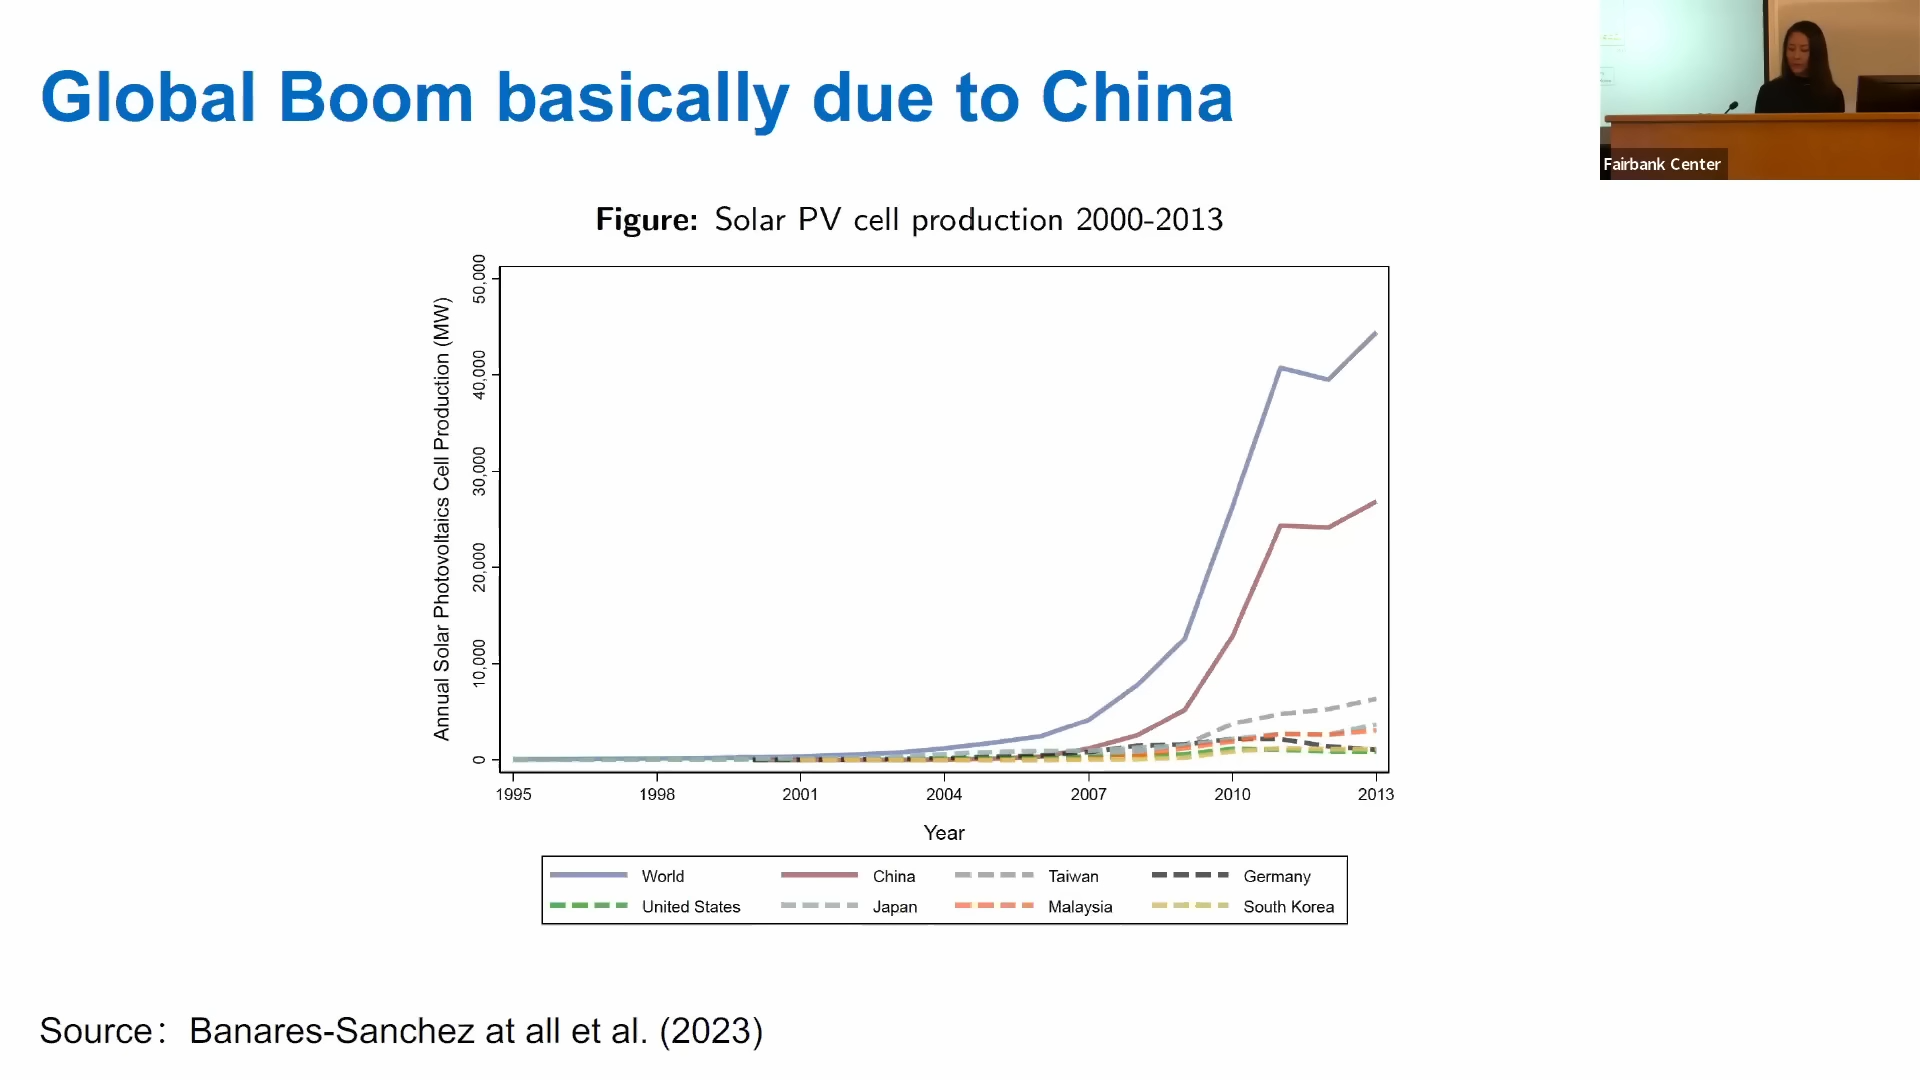 Global Boom basically due to China
Fairbank Center
Figure: Solar PV cell production 2000-2013
Annual Solar Photovoltaics Cell Production (MW)
50,000
40,000
30,000
20,000
10,000
0
1995 1998 2001 2004 2007 2010 2013
Year
World China Taiwan Germany
United States Japan Malaysia South Korea
Source： Banares-Sanchez at all et al. (2023)